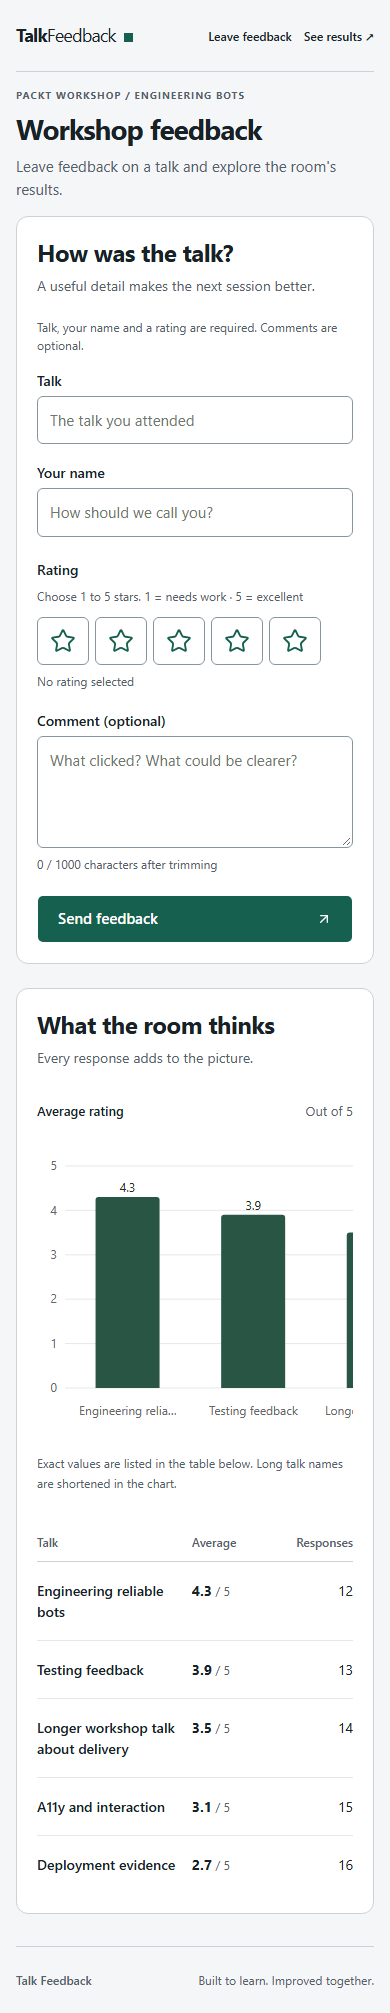 TalkFeedback
Leave feedback See results ↗
PACKT WORKSHOP / ENGINEERING BOTS
Workshop feedback
Leave feedback on a talk and explore the room's
results.
How was the talk?
A useful detail makes the next session better.
Talk, your name and a rating are required. Comments are
optional.
Talk
The talk you attended
Your name
How should we call you?
Rating
Choose 1 to 5 stars. 1 = needs work · 5 = excellent
No rating selected
Comment (optional)
What clicked? What could be clearer?
0 / 1000 characters after trimming
Send feedback
What the room thinks
Every response adds to the picture.
Average rating Out of 5
5
4.3
4
3.9
3
2
1
0
Engineering relia... Testing feedback Longe
Exact values are listed in the table below. Long talk names
are shortened in the chart.
Talk Average Responses
Engineering reliable
bots
4.3 / 5 12
Testing feedback 3.9 / 5 13
Longer workshop talk
about delivery
3.5 / 5 14
A11y and interaction 3.1 / 5 15
Deployment evidence 2.7 / 5 16
Talk Feedback Built to learn. Improved together.